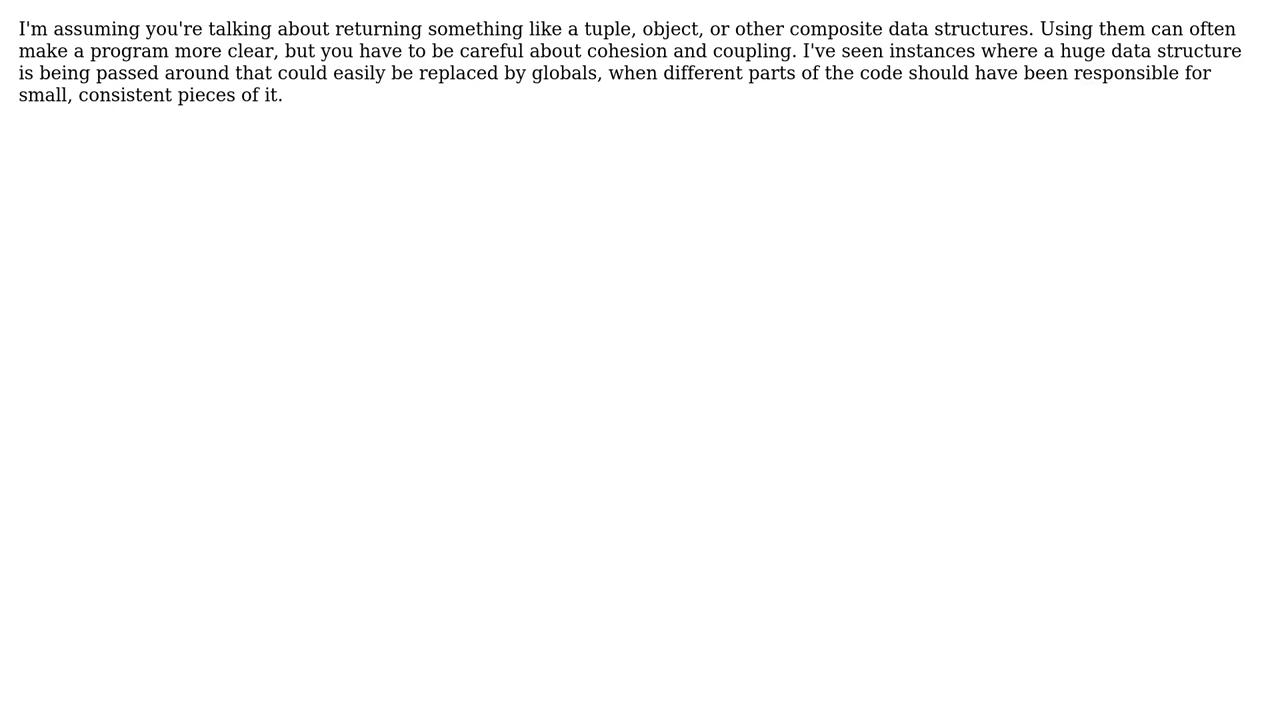 I'm assuming you're talking about returning something like a tuple, object, or other composite data structures. Using them can often
make a program more clear, but you have to be careful about cohesion and coupling. I've seen instances where a huge data structure
is being passed around that could easily be replaced by globals, when different parts of the code should have been responsible for
small, consistent pieces of it.